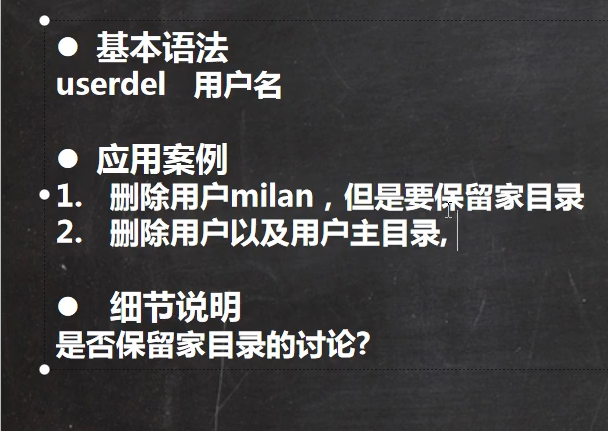 ● 基本语法
userdel 用户名
● 应用案例
1. 删除用户milan，但是要保留家目录
2. 删除用户以及用户主目录,
● 细节说明
是否保留家目录的讨论?